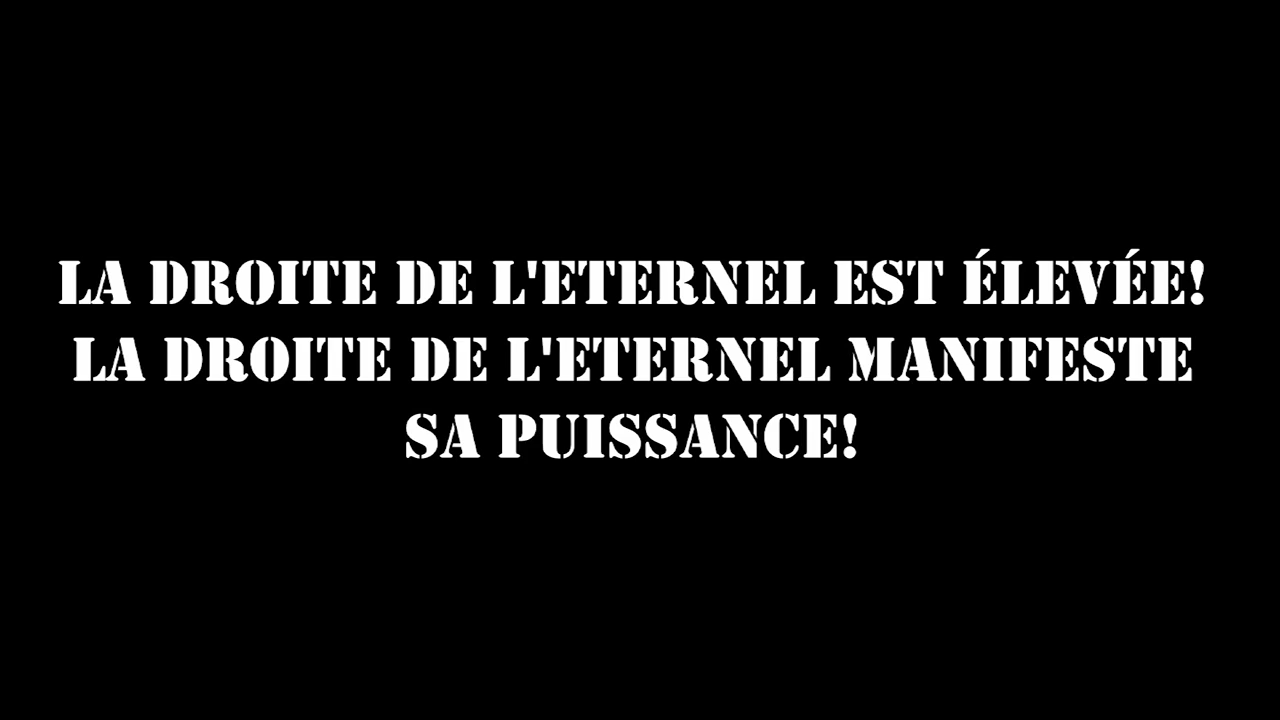 LA DROITE DE L'ETERNEL EST ÉLEVÉE!
LA DROITE DE L'ETERNEL MANIFESTE
SA PUISSANCE!